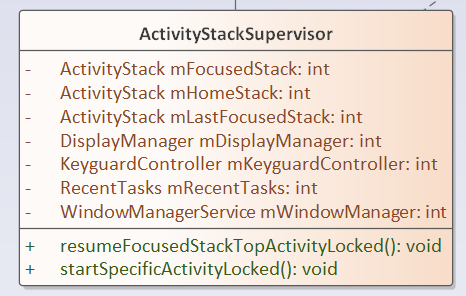 ActivityStackSupervisor
- ActivityStack mFocusedStack: int
- ActivityStack mHomeStack: int
- ActivityStack mLastFocusedStack: int
- DisplayManager mDisplayManager: int
- KeyguardController mKeyguardController: int
- RecentTasks mRecentTasks: int
- WindowManagerService mWindowManager: int
+ resumeFocusedStackTopActivityLocked(): void
+ startSpecificActivityLocked(): void